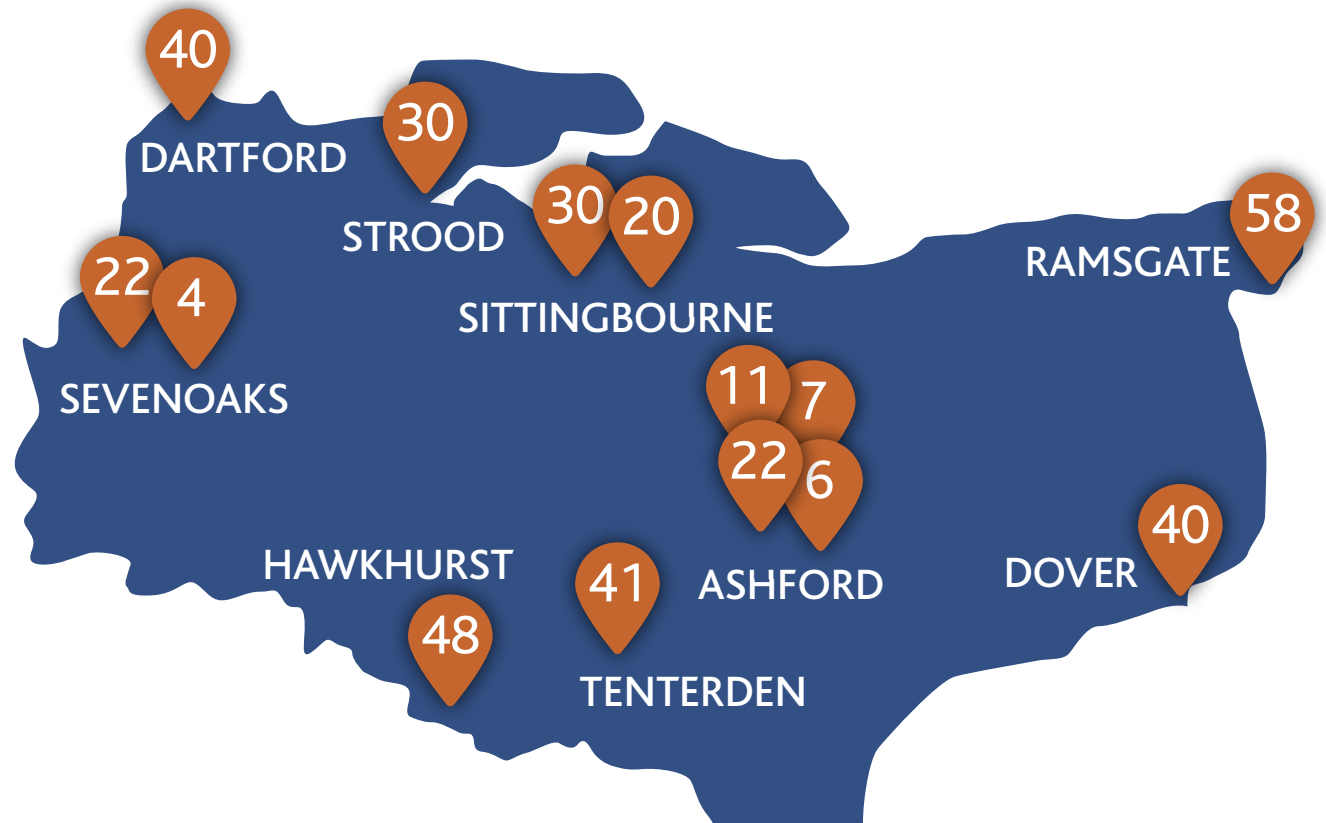 40
DARTFORD
30
STROOD
30
20
SITTINGBOURNE
58
RAMSGATE
22
4
SEVENOAKS
11
7
22
6
ASHFORD
40
DOVER
HAWKHURST
48
41
TENTERDEN